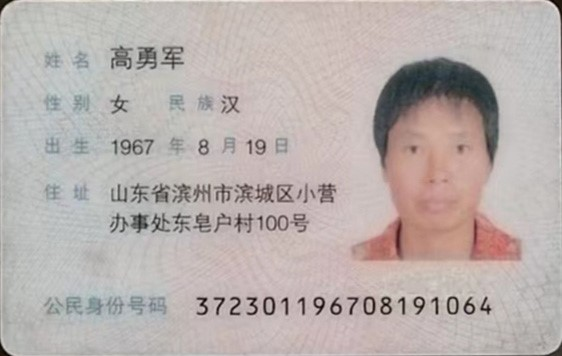 姓名 高勇军
性别 女 民族 汉
出生 1967 年 8 月 19 日
住址 山东省滨州市滨城区小营
办事处东皂户村100号
公民身份号码 372301196708191064